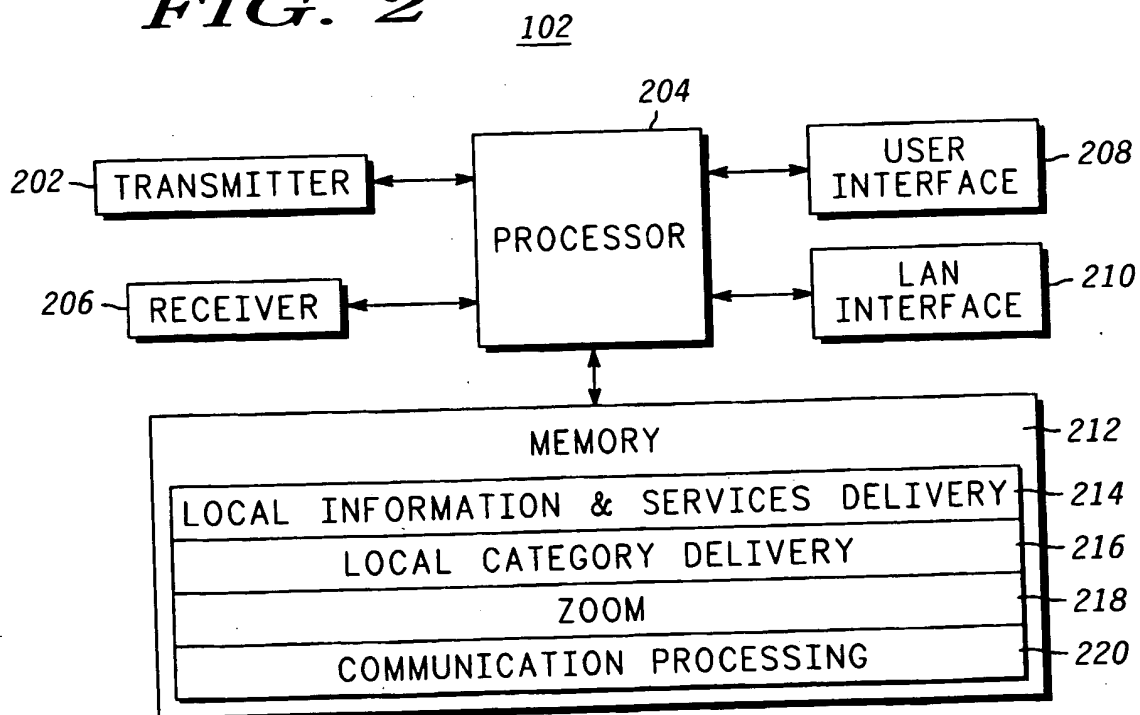 FIG. 2
102
204
202 TRANSMITTER
206 RECEIVER
PROCESSOR
USER INTERFACE 208
LAN INTERFACE 210
MEMORY 212
LOCAL INFORMATION & SERVICES DELIVERY 214
LOCAL CATEGORY DELIVERY 216
ZOOM 218
COMMUNICATION PROCESSING 220